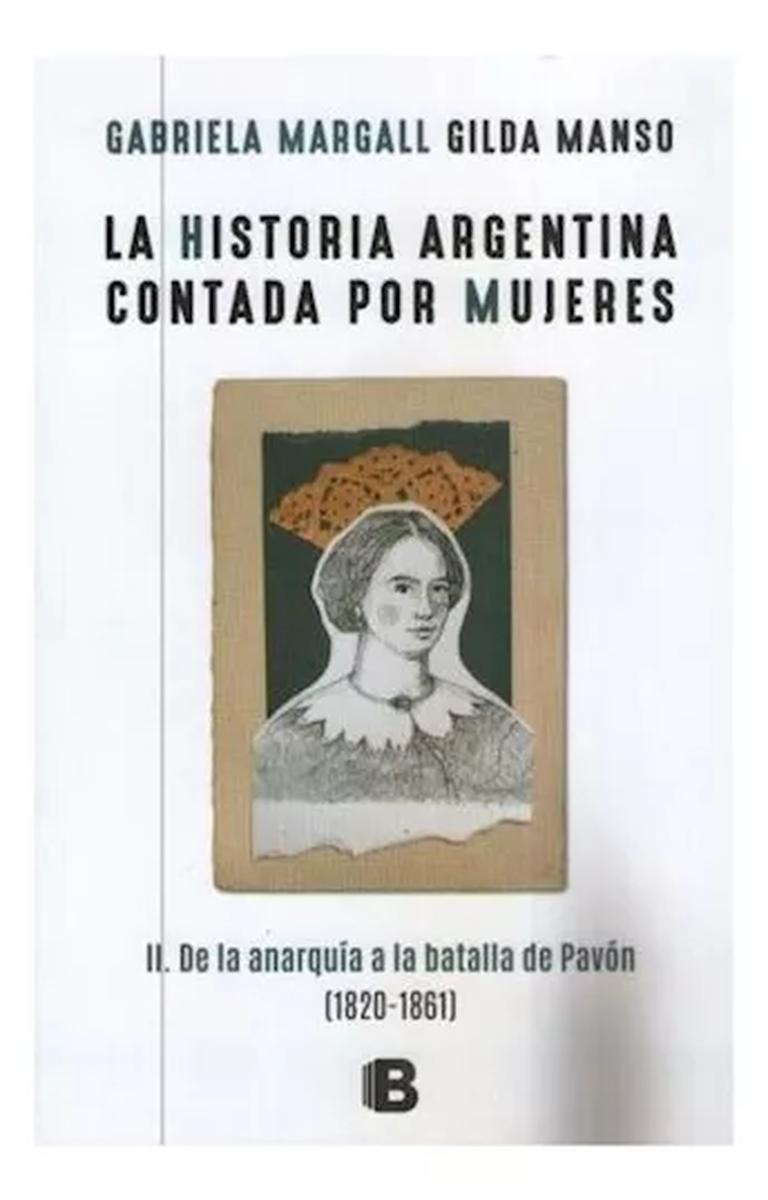 GABRIELA MARGALL GILDA MANSO
LA HISTORIA ARGENTINA
CONTADA POR MUJERES
II. De la anarquía a la batalla de Pavón
(1820-1861)
B